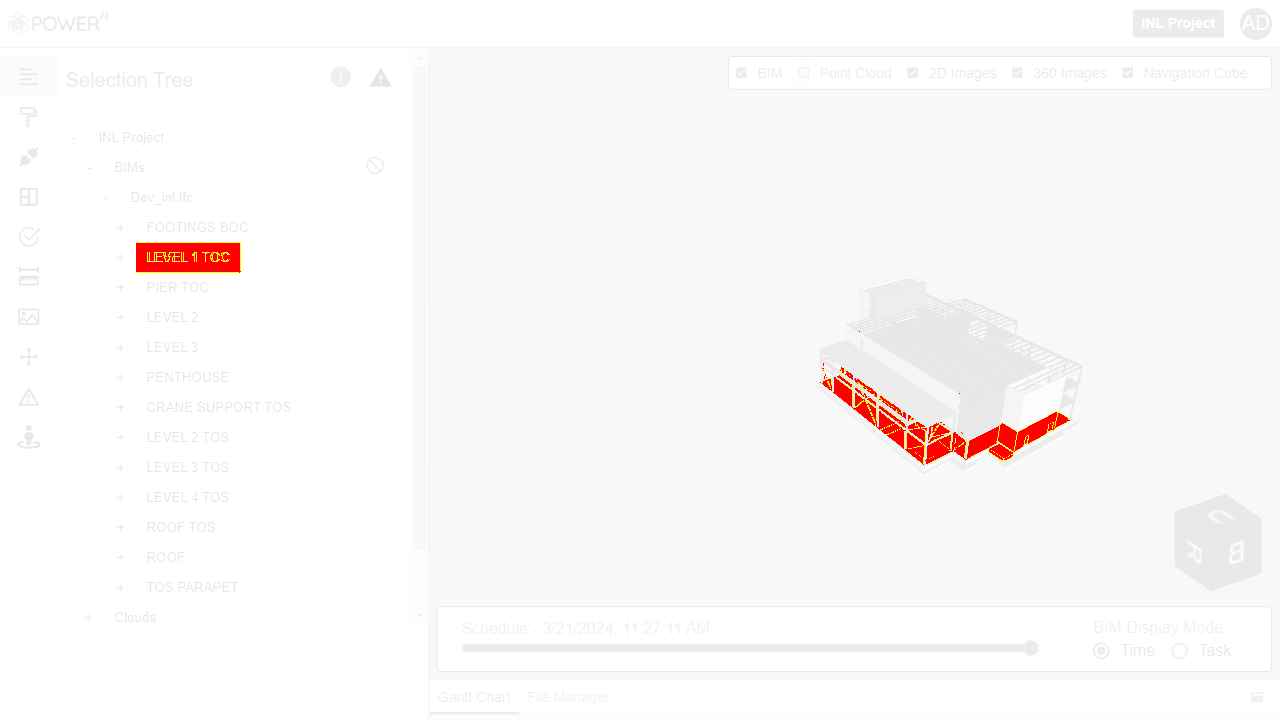 POWERⁿ
INL Project
AD
Selection Tree
BIM
Point Cloud
2D Images
360 Images
Navigation Cube
- INL Project
- BIMs
- Dev_Inl.Ifc
+ FOOTINGS BOC
+ LEVEL 1 TOC
+ PIER TOC
+ LEVEL 2
+ LEVEL 3
+ PENTHOUSE
+ CRANE SUPPORT TOS
+ LEVEL 2 TOS
+ LEVEL 3 TOS
+ LEVEL 4 TOS
+ ROOF TOS
+ ROOF
+ TOS PARAPET
+ Clouds
U
R
B
Schedule - 3/21/2024, 11:27:11 AM
BIM Display Mode
Time
Task
Gantt Chart
File Manager